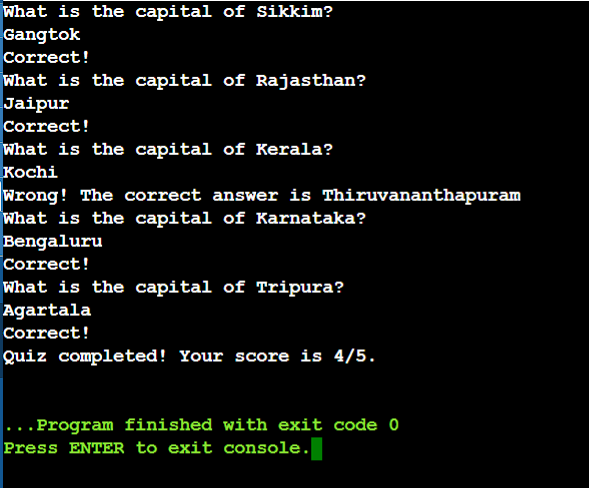 What is the capital of Sikkim?
Gangtok
Correct!
What is the capital of Rajasthan?
Jaipur
Correct!
What is the capital of Kerala?
Kochi
Wrong! The correct answer is Thiruvananthapuram
What is the capital of Karnataka?
Bengaluru
Correct!
What is the capital of Tripura?
Agartala
Correct!
Quiz completed! Your score is 4/5.
...Program finished with exit code 0
Press ENTER to exit console.